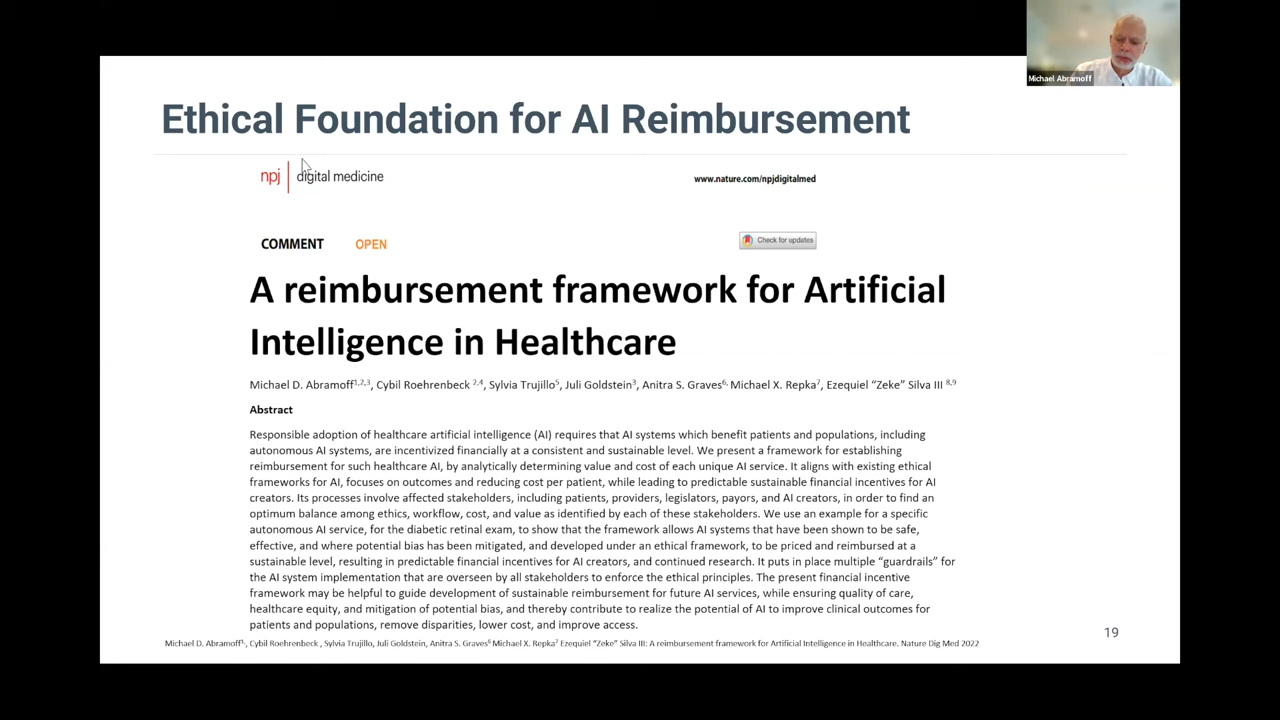 Michael Abramoff
Ethical Foundation for AI Reimbursement
npj | digital medicine
www.nature.com/npjdigitalmed
COMMENT OPEN
Check for updates
A reimbursement framework for Artificial
Intelligence in Healthcare
Michael D. Abramoff1,2,3, Cybil Roehrenbeck 2,4, Sylvia Trujillo5, Juli Goldstein3, Anitra S. Graves6, Michael X. Repka7, Ezequiel “Zeke” Silva III 8,9
Abstract
Responsible adoption of healthcare artificial intelligence (AI) requires that AI systems which benefit patients and populations, including
autonomous AI systems, are incentivized financially at a consistent and sustainable level. We present a framework for establishing
reimbursement for such healthcare AI, by analytically determining value and cost of each unique AI service. It aligns with existing ethical
frameworks for AI, focuses on outcomes and reducing cost per patient, while leading to predictable sustainable financial incentives for AI
creators. Its processes involve affected stakeholders, including patients, providers, legislators, payors, and AI creators, in order to find an
optimum balance among ethics, workflow, cost, and value as identified by each of these stakeholders. We use an example for a specific
autonomous AI service, for the diabetic retinal exam, to show that the framework allows AI systems that have been shown to be safe,
effective, and where potential bias has been mitigated, and developed under an ethical framework, to be priced and reimbursed at a
sustainable level, resulting in predictable financial incentives for AI creators, and continued research. It puts in place multiple “guardrails” for
the AI system implementation that are overseen by all stakeholders to enforce the ethical principles. The present financial incentive
framework may be helpful to guide development of sustainable reimbursement for future AI services, while ensuring quality of care,
healthcare equity, and mitigation of potential bias, and thereby contribute to realize the potential of AI to improve clinical outcomes for
patients and populations, remove disparities, lower cost, and improve access.
Michael D. Abramoff1,, Cybil Roehrenbeck , Sylvia Trujillo, Juli Goldstein, Anitra S. Graves6 Michael X. Repka7 Ezequiel “Zeke” Silva III: A reimbursement framework for Artificial Intelligence in Healthcare. Nature Dig Med 2022
19